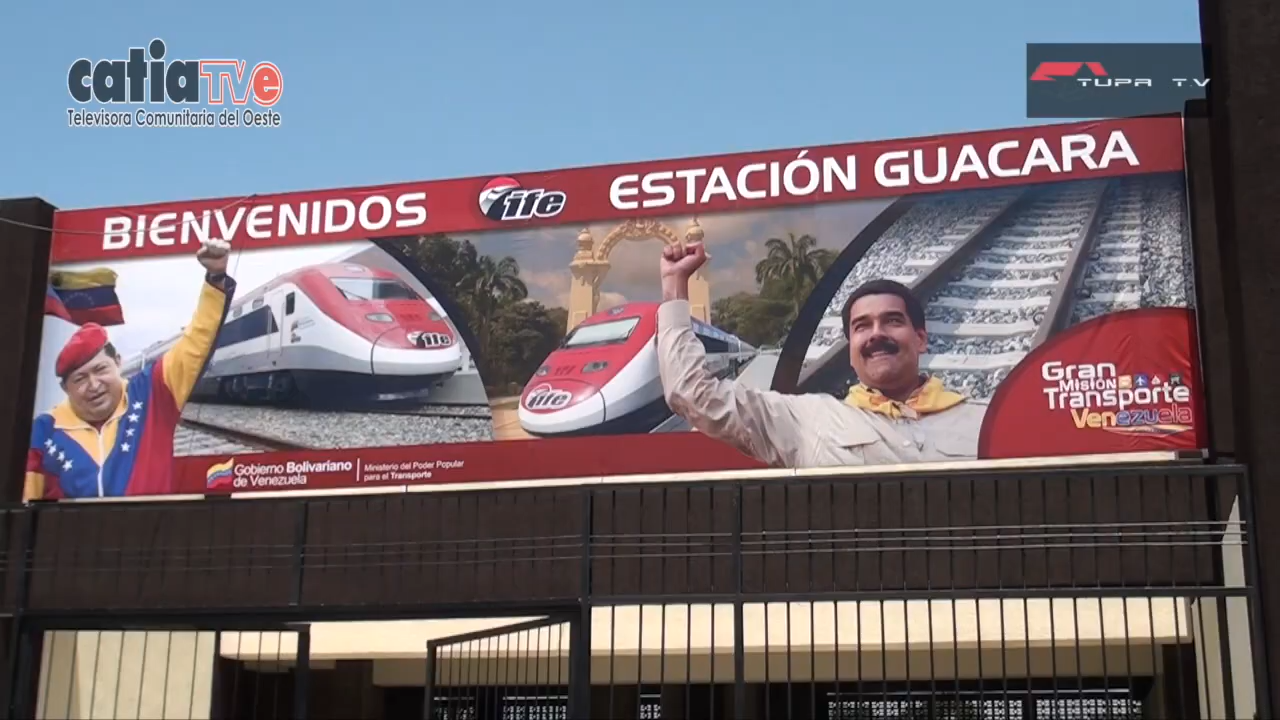 catiaTVe
Televisora Comunitaria del Oeste
TUPA T.V
BIENVENIDOS ife ESTACIÓN GUACARA
ife
ife
Gran
Misión
Transporte
Venezuela
Gobierno Bolivariano
de Venezuela
Ministerio del Poder Popular
para el Transporte